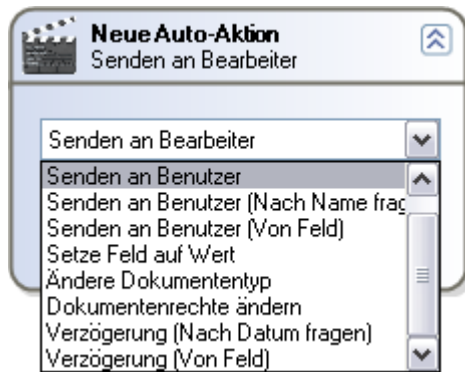 Neue Auto-Aktion
Senden an Bearbeiter
Senden an Bearbeiter
Senden an Benutzer
Senden an Benutzer (Nach Name frag
Senden an Benutzer (Von Feld)
Setze Feld auf Wert
Ändere Dokumententyp
Dokumentenrechte ändern
Verzögerung (Nach Datum fragen)
Verzögerung (Von Feld)